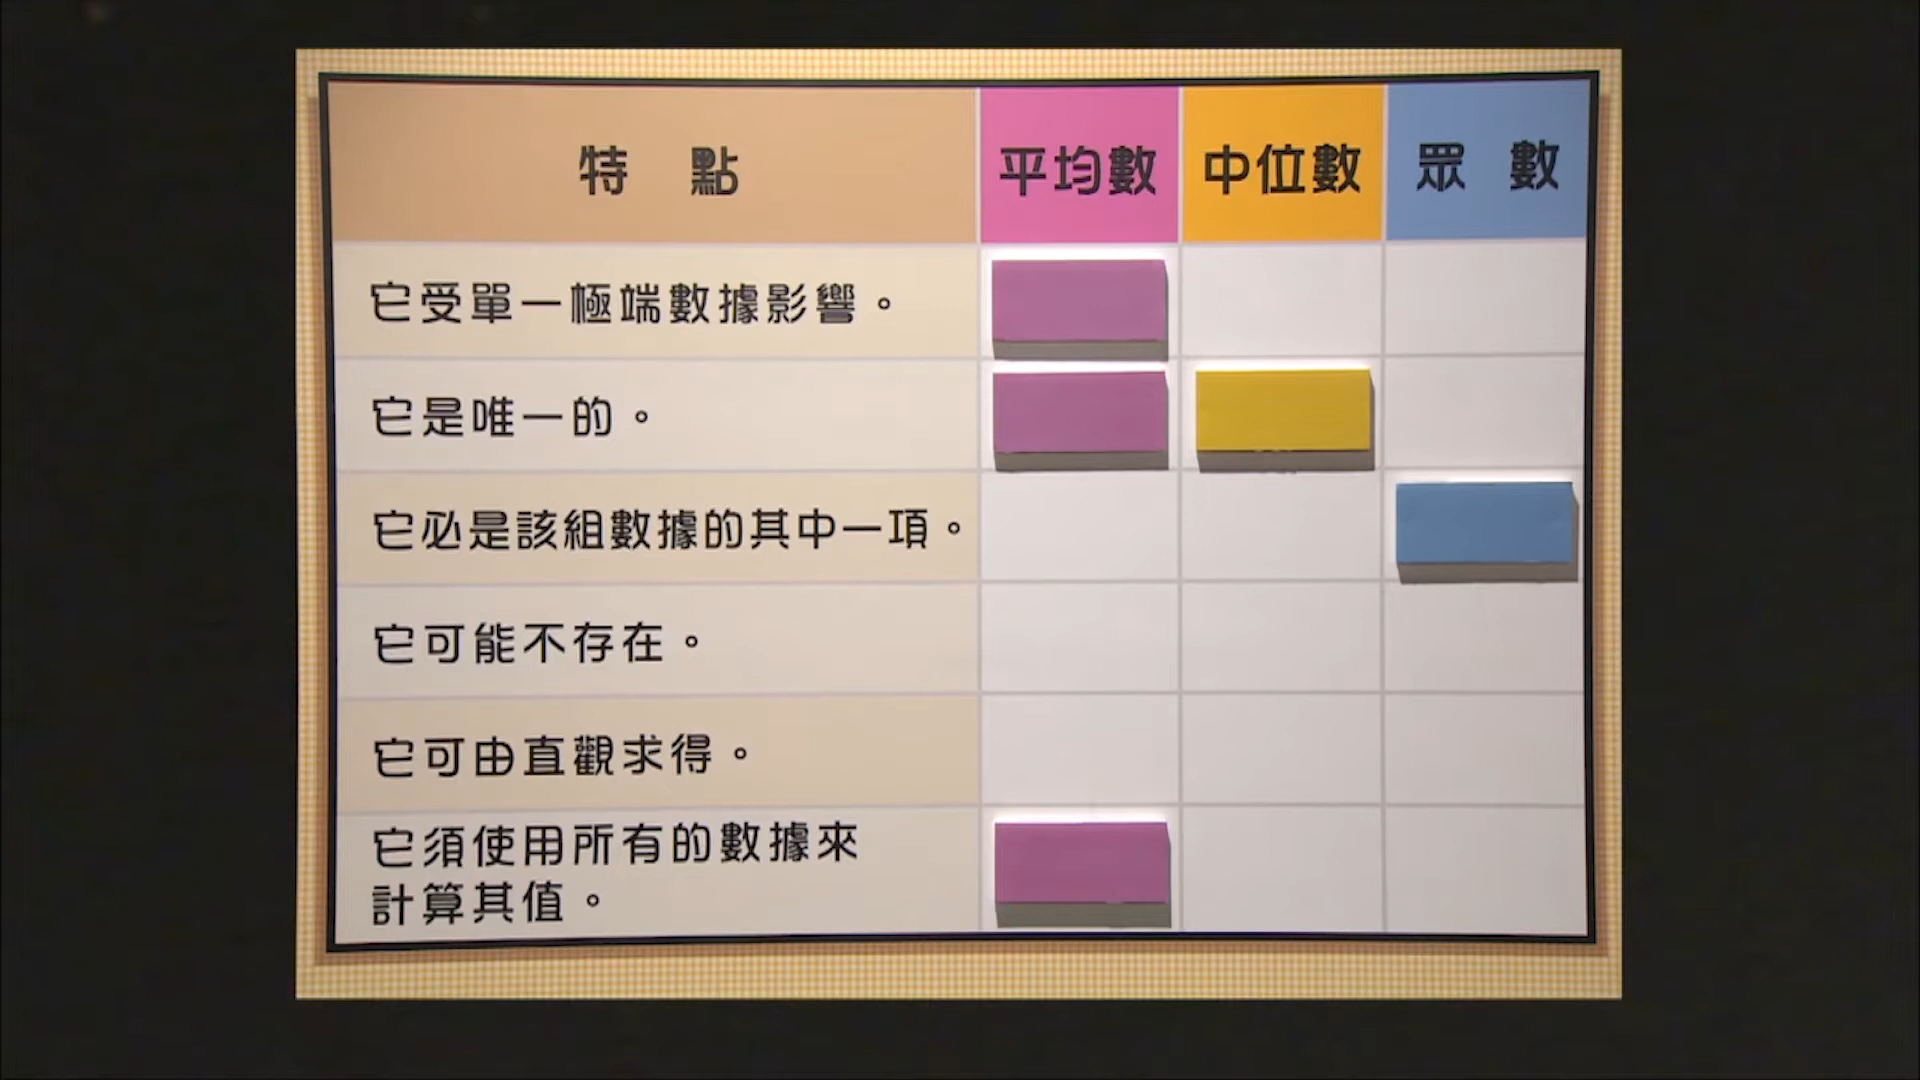 特 點 平均數 中位數 眾 數
它受單一極端數據影響。
它是唯一的。
它必是該組數據的其中一項。
它可能不存在。
它可由直觀求得。
它須使用所有的數據來
計算其值。